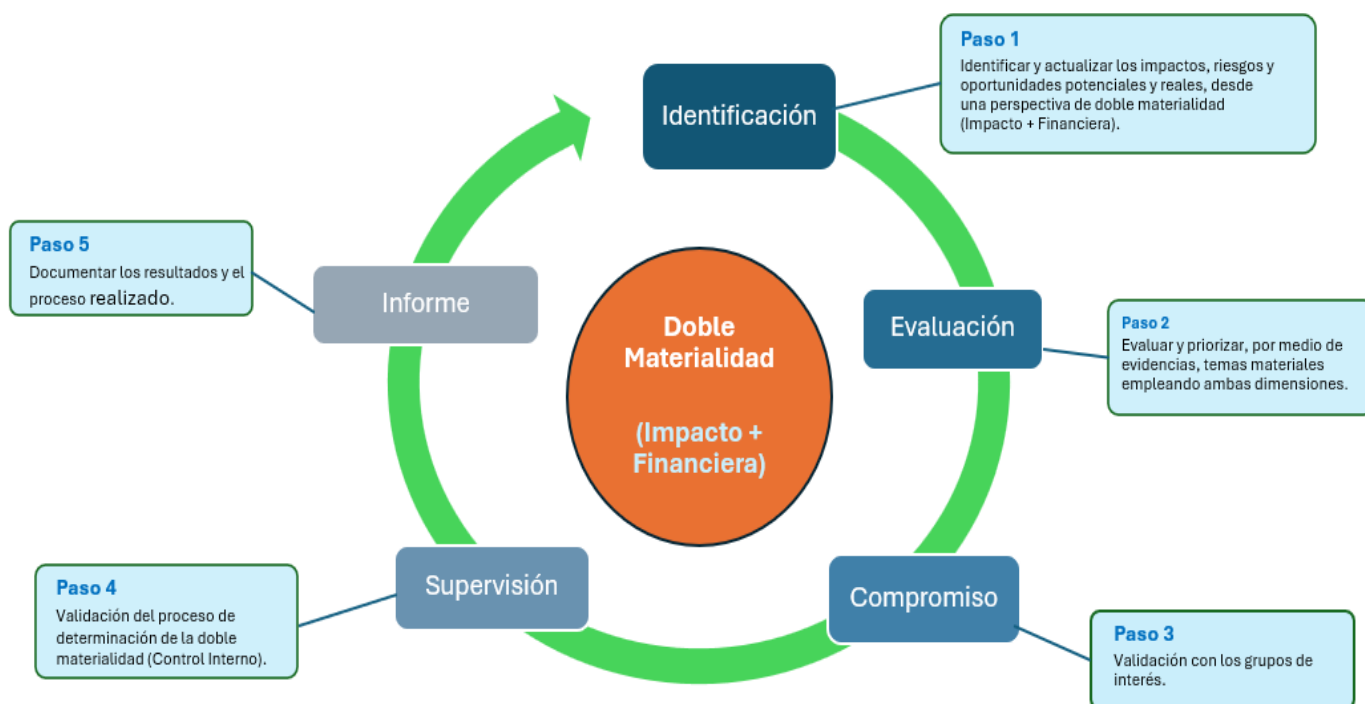 Identificación
Paso 1
Identificar y actualizar los impactos, riesgos y
oportunidades potenciales y reales, desde
una perspectiva de doble materialidad
(Impacto + Financiera).
Evaluación
Paso 2
Evaluar y priorizar, por medio de
evidencias, temas materiales
empleando ambas dimensiones.
Compromiso
Paso 3
Validación con los grupos de
interés.
Supervisión
Paso 4
Validación del proceso de
determinación de la doble
materialidad (Control Interno).
Informe
Paso 5
Documentar los resultados y el
proceso realizado.
Doble
Materialidad
(Impacto +
Financiera)